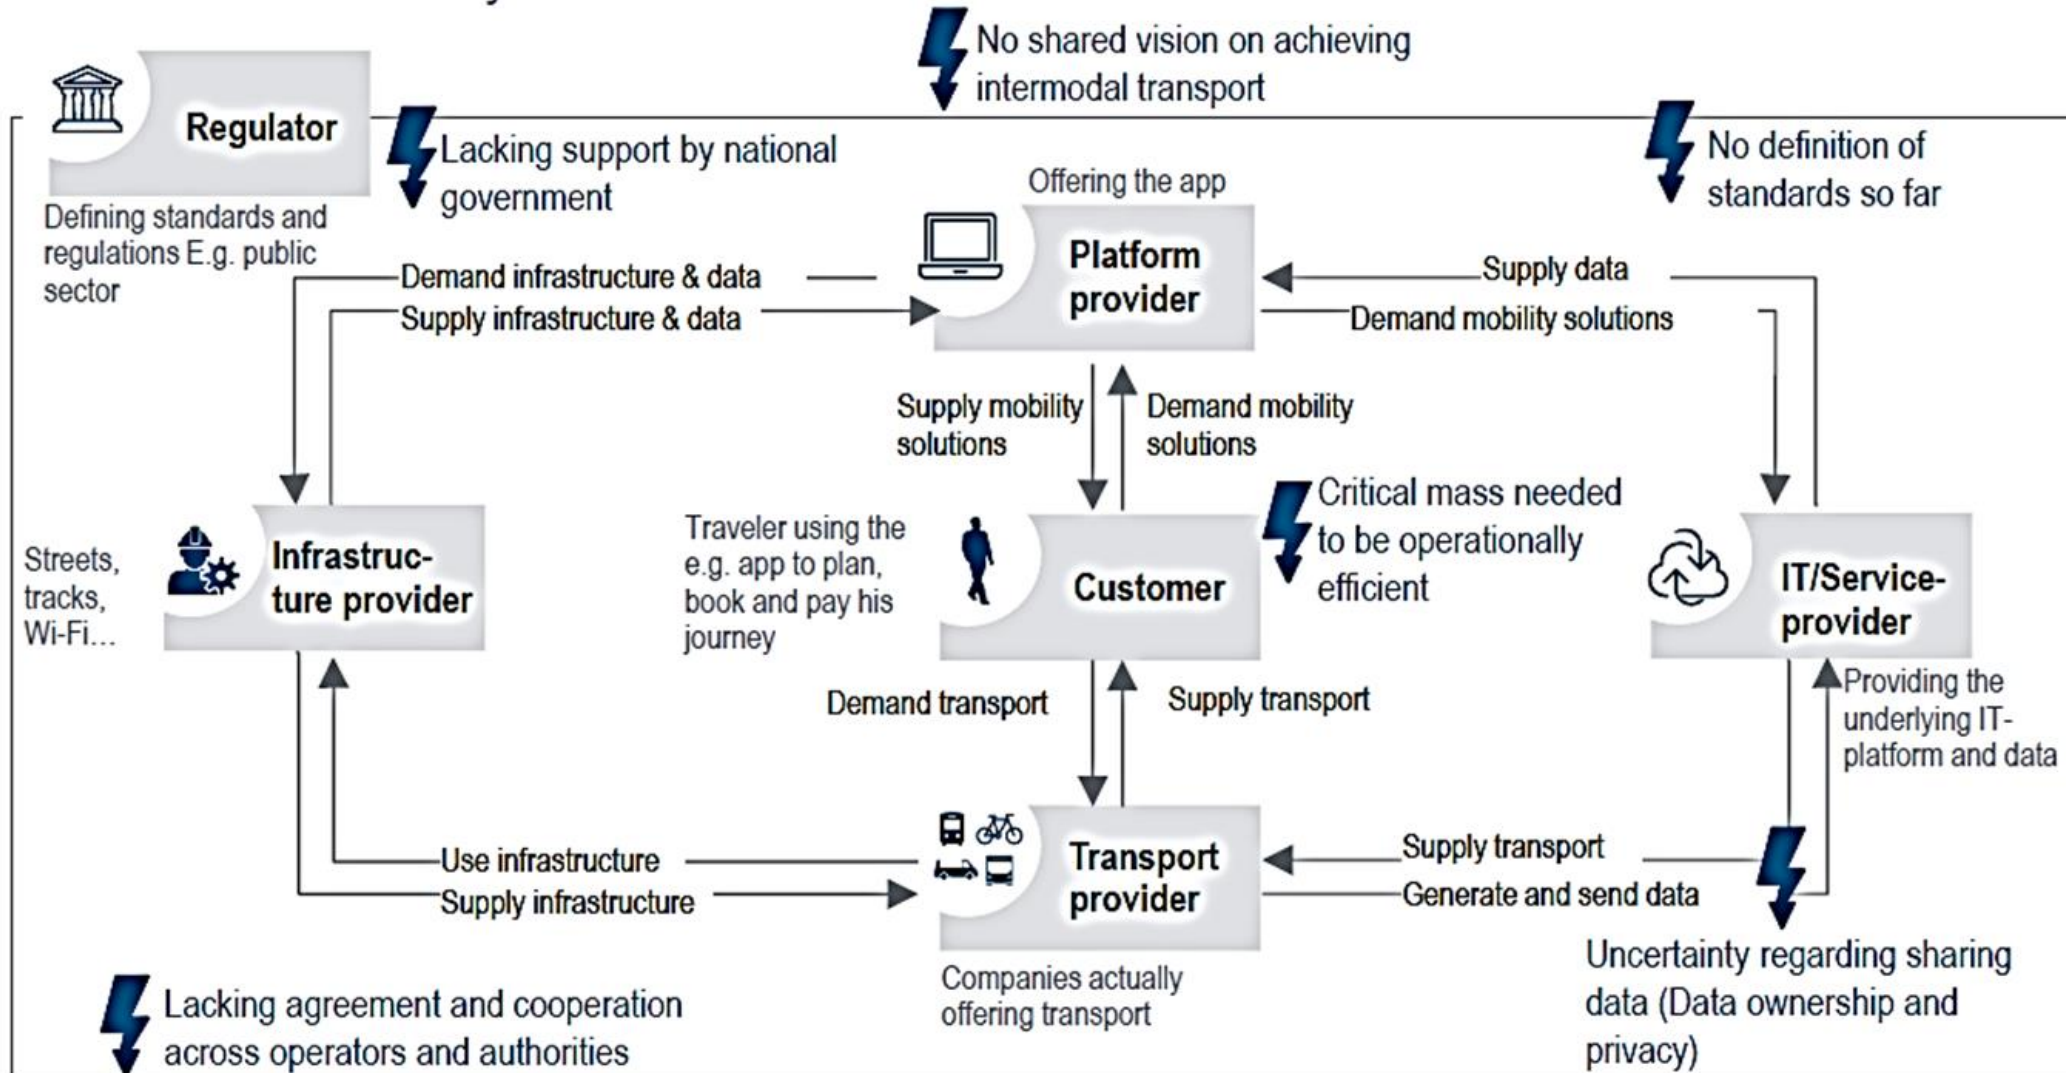 No shared vision on achieving
intermodal transport
Regulator
Lacking support by national
government
No definition of
standards so far
Defining standards and
regulations E.g. public
sector
Offering the app
Platform
provider
Demand infrastructure & data
Supply infrastructure & data
Supply data
Demand mobility solutions
Supply mobility
solutions
Demand mobility
solutions
Streets,
tracks,
Wi-Fi...
Infrastruc-
ture provider
Traveler using the
e.g. app to plan,
book and pay his
journey
Customer
Critical mass needed
to be operationally
efficient
IT/Service-
provider
Providing the
underlying IT-
platform and data
Demand transport
Supply transport
Use infrastructure
Supply infrastructure
Transport
provider
Supply transport
Generate and send data
Companies actually
offering transport
Lacking agreement and cooperation
across operators and authorities
Uncertainty regarding sharing
data (Data ownership and
privacy)